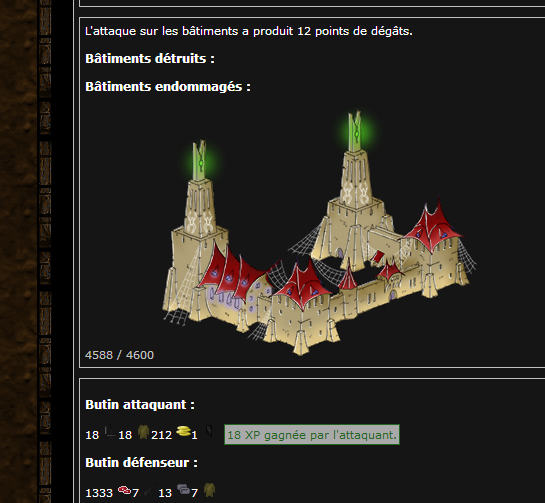 L'attaque sur les bâtiments a produit 12 points de dégâts.
Bâtiments détruits :
Bâtiments endommagés :
4588 / 4600
Butin attaquant :
18 18 212 1 18 XP gagnée par l'attaquant.
Butin défenseur :
1333 7 13 7